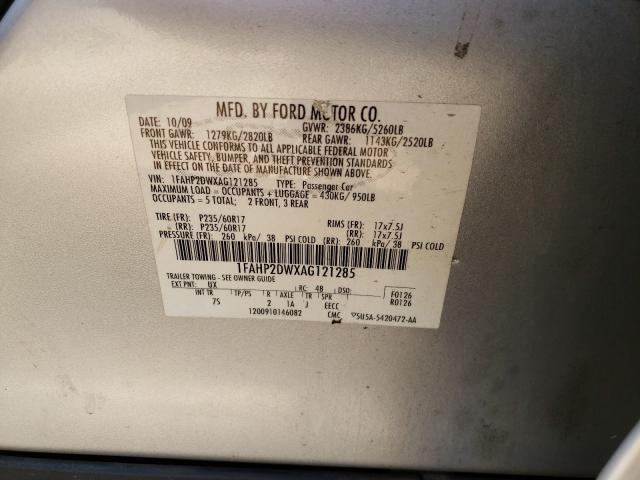 MFD. BY FORD MOTOR CO.
DATE: 10/09 GVWR: 2386KG/5260LB
FRONT GAWR: 1279KG/2820LB REAR GAWR: 1143KG/2520LB
THIS VEHICLE CONFORMS TO ALL APPLICABLE FEDERAL MOTOR
VEHICLE SAFETY, BUMPER, AND THEFT PREVENTION STANDARDS
IN EFFECT ON THE DATE OF MANUFACTURE SHOWN ABOVE.
VIN: 1FAHP2DWXAG121285 TYPE: Passenger Car
MAXIMUM LOAD = OCCUPANTS + LUGGAGE = 430KG/ 950LB
OCCUPANTS = 5 TOTAL; 2 FRONT, 3 REAR
TIRE (FR): P235/60R17 RIMS (FR): 17x7.5J
(RR): P235/60R17 (RR): 17x7.5J
PRESSURE (FR): 260 kPa/ 38 PSI COLD (RR): 260 kPa/ 38 PSI COLD
1FAHP2DWXAG121285
TRAILER TOWING - SEE OWNER GUIDE
EXT PNT: UX RC: 48 DSO: F0126
R0126
INT TR TP/PS R AXLE TR SPR
7S 2 1A J EECC
1200910146082 CMC ▽5U5A-5420472-AA